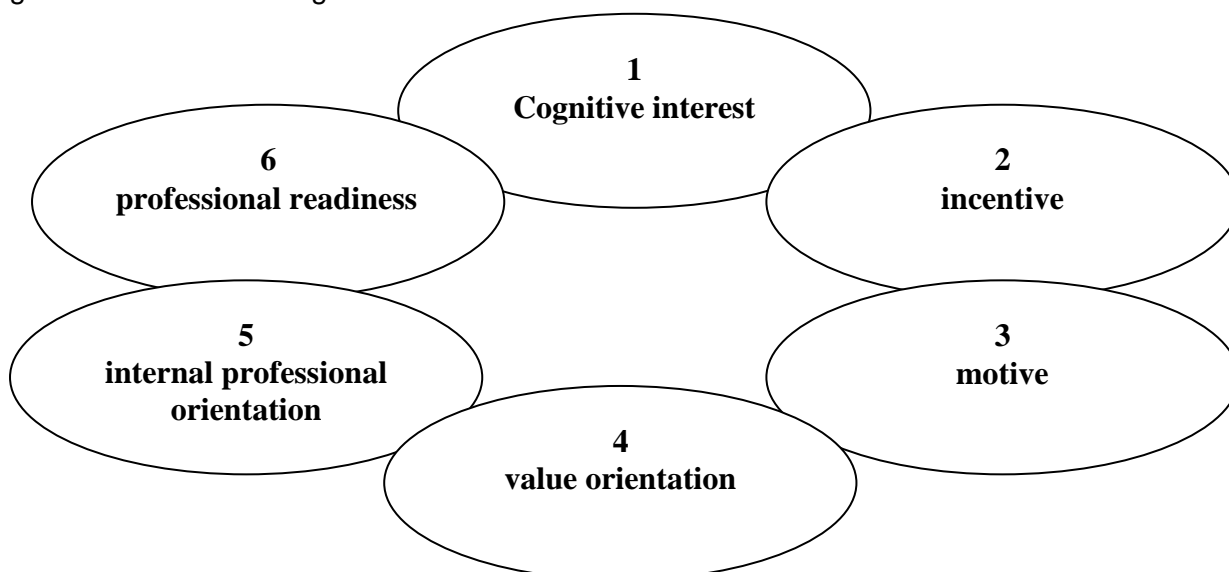 1
Cognitive interest
2
incentive
3
motive
4
value orientation
5
internal professional
orientation
6
professional readiness